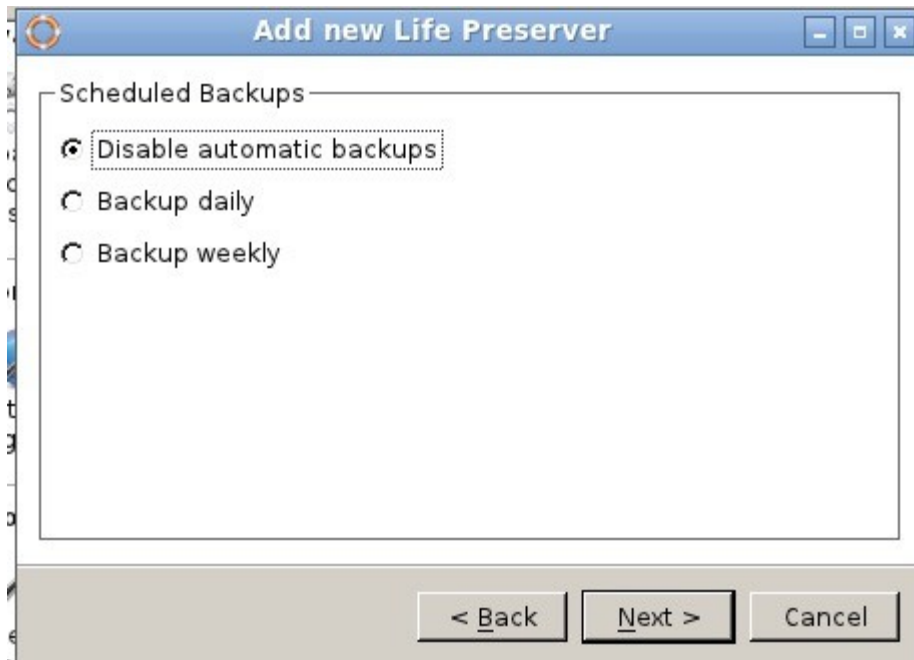 Add new Life Preserver
Scheduled Backups
Disable automatic backups
Backup daily
Backup weekly
< Back
Next >
Cancel